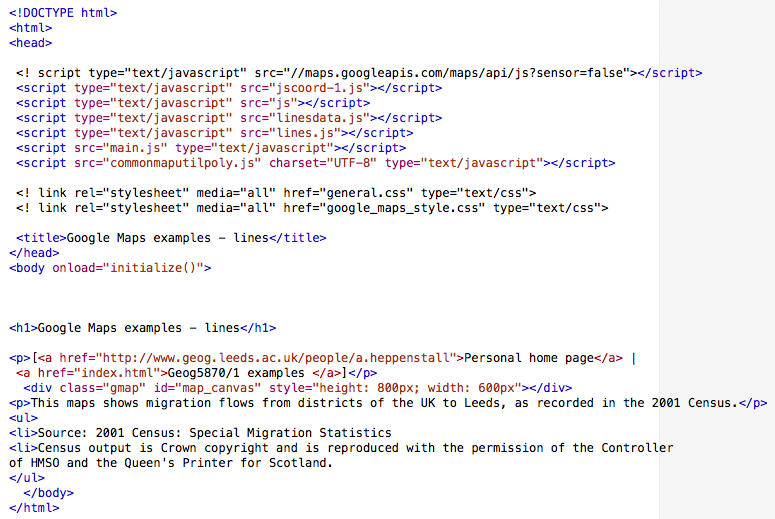 <!DOCTYPE html>
<html>
<head>
<! script type="text/javascript" src="//maps.googleapis.com/maps/api/js?sensor=false"></script>
<script type="text/javascript" src="jscoord-1.js"></script>
<script type="text/javascript" src="js"></script>
<script type="text/javascript" src="linesdata.js"></script>
<script type="text/javascript" src="lines.js"></script>
<script src="main.js" type="text/javascript"></script>
<script src="commonmaputilpoly.js" charset="UTF-8" type="text/javascript"></script>
<! link rel="stylesheet" media="all" href="general.css" type="text/css">
<! link rel="stylesheet" media="all" href="google_maps_style.css" type="text/css">
<title>Google Maps examples – lines</title>
</head>
<body onload="initialize()">
<h1>Google Maps examples – lines</h1>
<p>[<a href="http://www.geog.leeds.ac.uk/people/a.heppenstall">Personal home page</a> |
<a href="index.html">Geog5870/1 examples </a>]</p>
<div class="gmap" id="map_canvas" style="height: 800px; width: 600px"></div>
<p>This maps shows migration flows from districts of the UK to Leeds, as recorded in the 2001 Census.</p>
<ul>
<li>Source: 2001 Census: Special Migration Statistics
<li>Census output is Crown copyright and is reproduced with the permission of the Controller
of HMSO and the Queen's Printer for Scotland.
</ul>
</body>
</html>